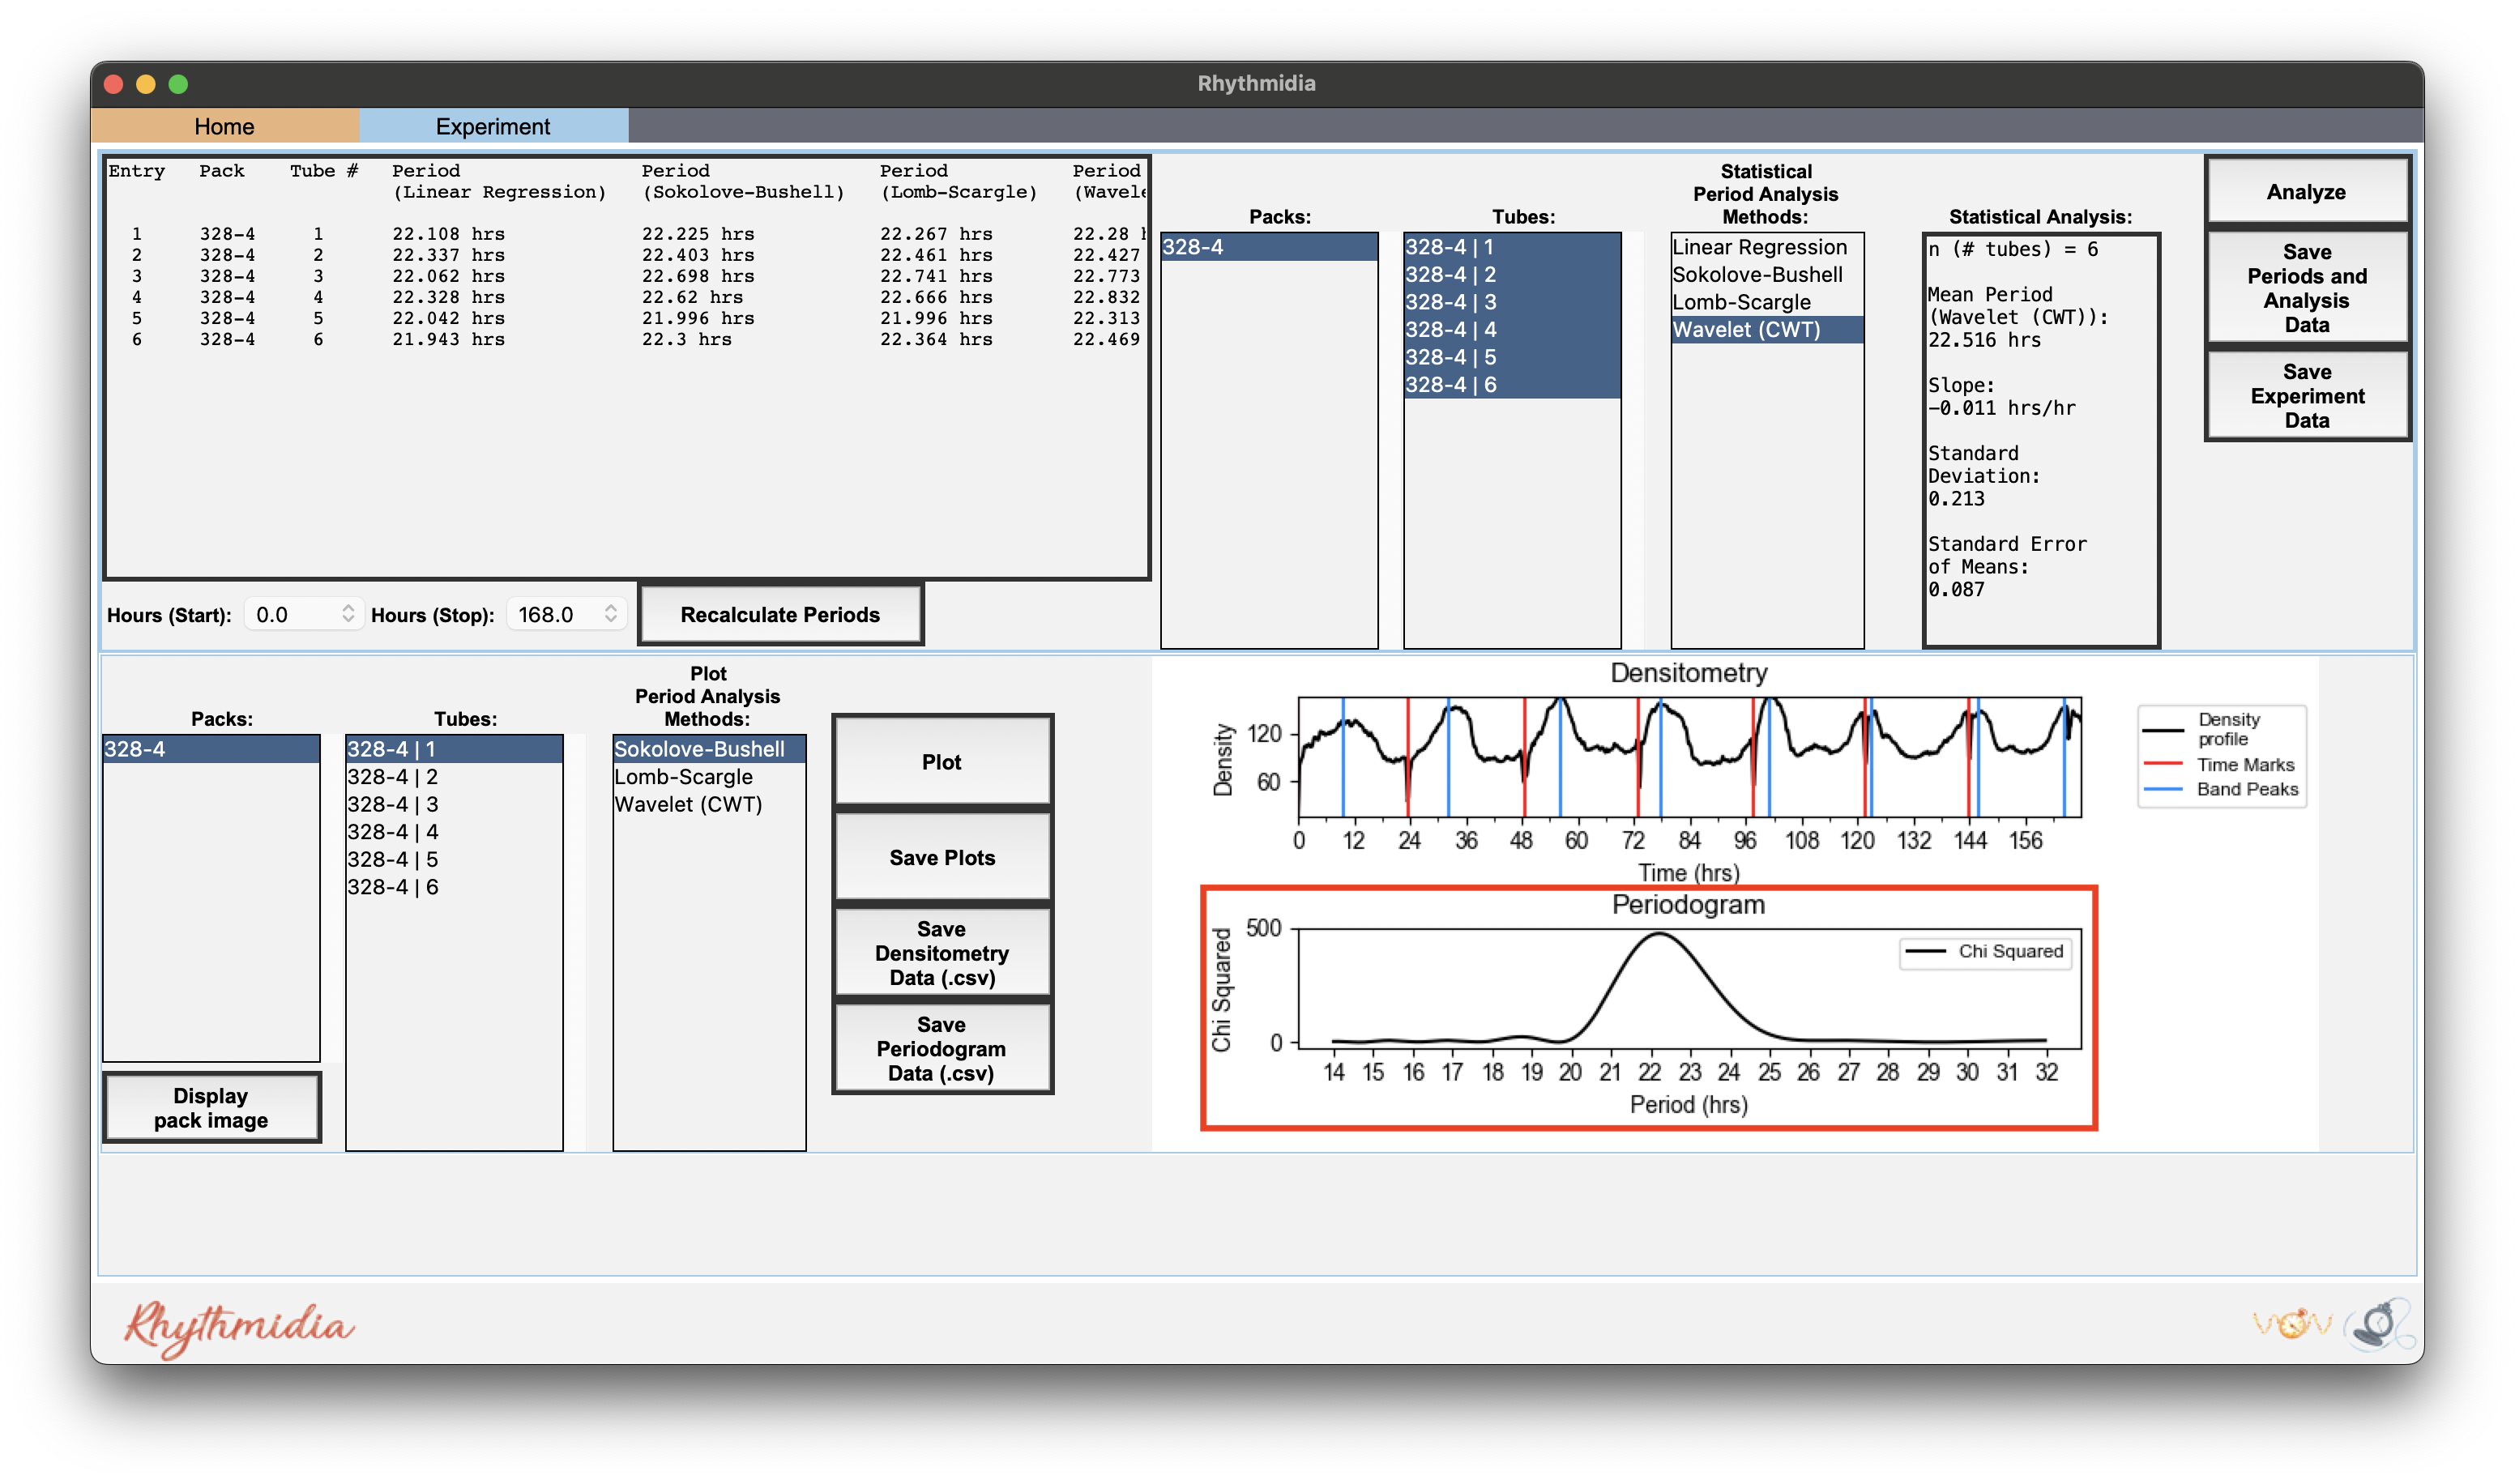 Rhythmidia
Home Experiment
Entry Pack Tube # Period Period Period Period
(Linear Regression) (Sokolove-Bushell) (Lomb-Scargle) (Wavele
1 328-4 1 22.108 hrs 22.225 hrs 22.267 hrs 22.28
2 328-4 2 22.337 hrs 22.403 hrs 22.461 hrs 22.427
3 328-4 3 22.062 hrs 22.698 hrs 22.741 hrs 22.773
4 328-4 4 22.328 hrs 22.62 hrs 22.666 hrs 22.832
5 328-4 5 22.042 hrs 21.996 hrs 21.996 hrs 22.313
6 328-4 6 21.943 hrs 22.3 hrs 22.364 hrs 22.469
Hours (Start): 0.0 Hours (Stop): 168.0 Recalculate Periods
Packs:
328-4
Tubes:
328-4 | 1
328-4 | 2
328-4 | 3
328-4 | 4
328-4 | 5
328-4 | 6
Statistical
Period Analysis
Methods:
Linear Regression
Sokolove-Bushell
Lomb-Scargle
Wavelet (CWT)
Statistical Analysis:
n (# tubes) = 6
Mean Period
(Wavelet (CWT)):
22.516 hrs
Slope:
-0.011 hrs/hr
Standard
Deviation:
0.213
Standard Error
of Means:
0.087
Analyze
Save
Periods and
Analysis
Data
Save
Experiment
Data
Packs:
328-4
Display
pack image
Tubes:
328-4 | 1
328-4 | 2
328-4 | 3
328-4 | 4
328-4 | 5
328-4 | 6
Plot
Period Analysis
Methods:
Sokolove-Bushell
Lomb-Scargle
Wavelet (CWT)
Plot
Save Plots
Save
Densitometry
Data (.csv)
Save
Periodogram
Data (.csv)
Densitometry
Density
120
60
0 12 24 36 48 60 72 84 96 108 120 132 144 156
Time (hrs)
Density
profile
Time Marks
Band Peaks
Periodogram
Chi Squared
500
0
Chi Squared
14 15 16 17 18 19 20 21 22 23 24 25 26 27 28 29 30 31 32
Period (hrs)
Rhythmidia